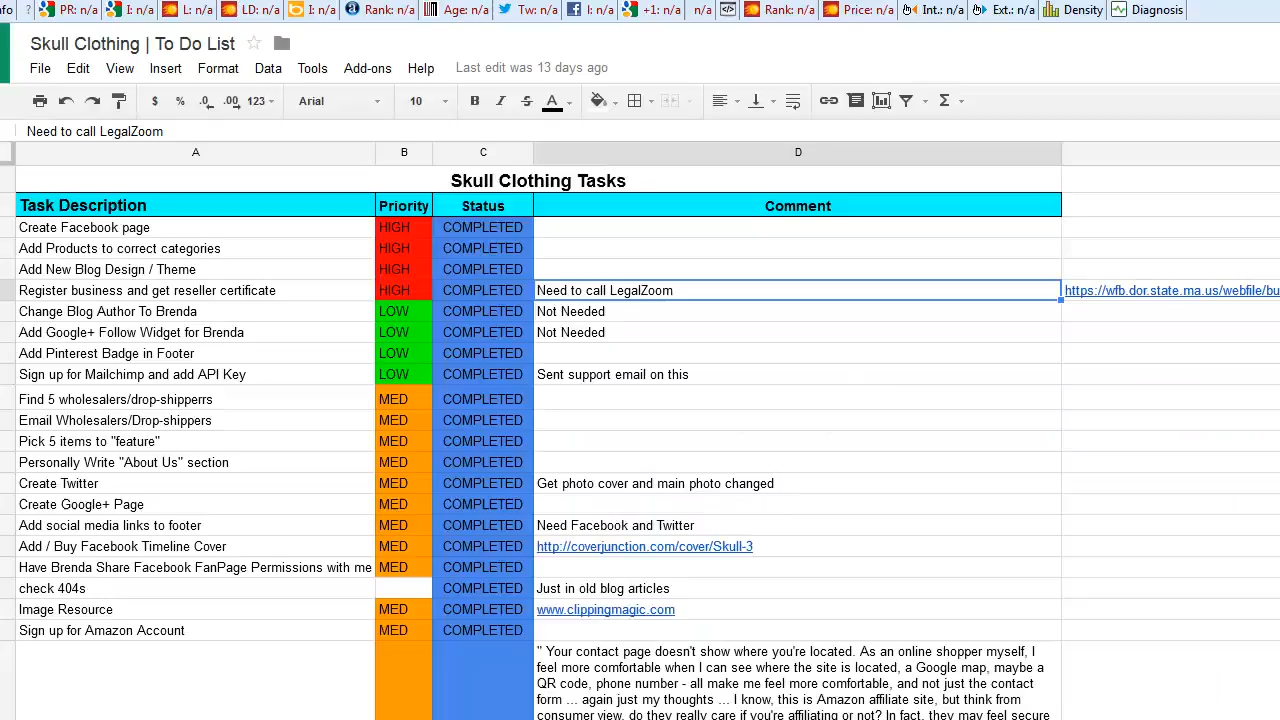 nfo ? PR: n/a I: n/a L: n/a LD: n/a I: n/a Rank: n/a Age: n/a Tw: n/a l: n/a +1: n/a n/a Rank: n/a Price: n/a Int.: n/a Ext.: n/a Density Diagnosis
Skull Clothing | To Do List
File Edit View Insert Format Data Tools Add-ons Help Last edit was 13 days ago
$ % .0 .00 123 Arial 10 B I S A Σ
Need to call LegalZoom
A B C D
Skull Clothing Tasks
Task Description Priority Status Comment
Create Facebook page HIGH COMPLETED
Add Products to correct categories HIGH COMPLETED
Add New Blog Design / Theme HIGH COMPLETED
Register business and get reseller certificate HIGH COMPLETED Need to call LegalZoom https://wfb.dor.state.ma.us/webfile/bu
Change Blog Author To Brenda LOW COMPLETED Not Needed
Add Google+ Follow Widget for Brenda LOW COMPLETED Not Needed
Add Pinterest Badge in Footer LOW COMPLETED
Sign up for Mailchimp and add API Key LOW COMPLETED Sent support email on this
Find 5 wholesalers/drop-shipperrs MED COMPLETED
Email Wholesalers/Drop-shippers MED COMPLETED
Pick 5 items to "feature" MED COMPLETED
Personally Write "About Us" section MED COMPLETED
Create Twitter MED COMPLETED Get photo cover and main photo changed
Create Google+ Page MED COMPLETED
Add social media links to footer MED COMPLETED Need Facebook and Twitter
Add / Buy Facebook Timeline Cover MED COMPLETED http://coverjunction.com/cover/Skull-3
Have Brenda Share Facebook FanPage Permissions with me MED COMPLETED
check 404s COMPLETED Just in old blog articles
Image Resource MED COMPLETED www.clippingmagic.com
Sign up for Amazon Account MED COMPLETED
" Your contact page doesn't show where you're located. As an online shopper myself, I
feel more comfortable when I can see where the site is located, a Google map, maybe a
QR code, phone number - all make me feel more comfortable, and not just the contact
form ... again just my thoughts ... I know, this is Amazon affiliate site, but think from
consumer view, do they really care if you're affiliating or not? In fact, they may feel secure